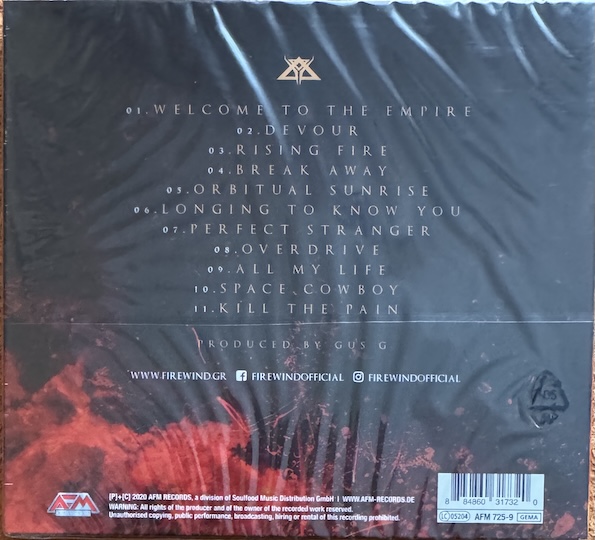 01.WELCOME TO THE EMPIRE
02.DEVOUR
03.RISING FIRE
04.BREAK AWAY
05.ORBITUAL SUNRISE
06.LONGING TO KNOW YOU
07.PERFECT STRANGER
08.OVERDRIVE
09.ALL MY LIFE
10.SPACE COWBOY
11.KILL THE PAIN
PRODUCED BY GUS G
WWW.FIREWIND.GR FIREWINDOFFICIAL FIREWINDOFFICIAL
AFM
[P]+[C] 2020 AFM RECORDS, a division of Soulfood Music Distribution GmbH | WWW.AFM-RECORDS.DE
WARNING: All rights of the producer and of the owner of the recorded work reserved.
Unauthorised copying, public performance, broadcasting, hiring or rental of this recording prohibited.
8 84860 31732 0
LC 05204 AFM 725-9 GEMA